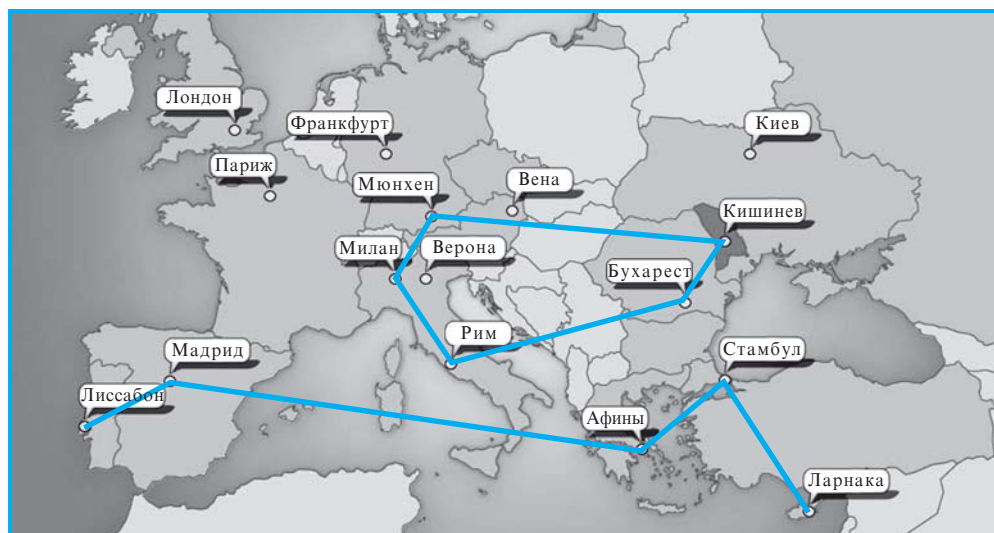 Лондон
Франкфурт
Киев
Париж
Мюнхен
Вена
Кишинев
Милан
Верона
Бухарест
Рим
Мадрид
Стамбул
Лиссабон
Афины
Ларнака